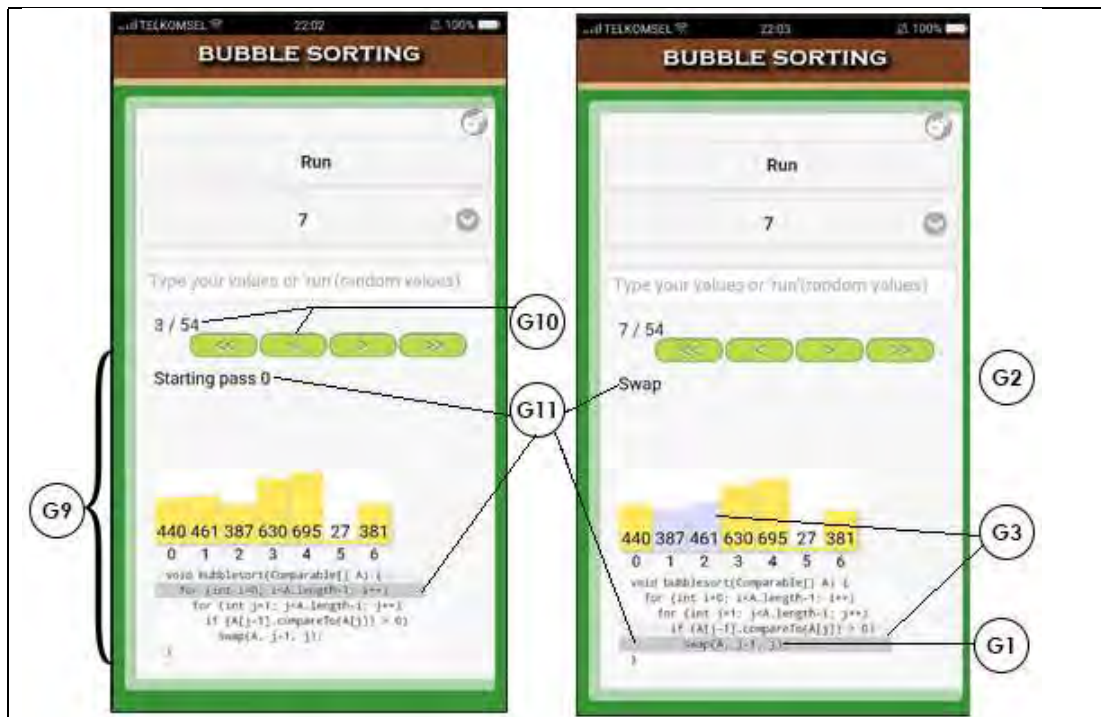 TELKOMSEL 22:02 100%
BUBBLE SORTING
Run
7
Type your values or 'run'(random values)
3 / 54
<< < > >>
Starting pass 0
440 461 387 630 695 27 381
0 1 2 3 4 5 6
void bubblesort(Comparable[] A) {
for (int i=0; i<A.length-1; i++)
for (int j=1; j<A.length-i; j++)
if (A[j-1].compareTo(A[j]) > 0)
Swap(A, j-1, j);
}
G9
G10
G11
TELKOMSEL 22:03 100%
BUBBLE SORTING
Run
7
Type your values or 'run'(random values)
7 / 54
<< < > >>
Swap
440 387 461 630 695 27 381
0 1 2 3 4 5 6
void bubblesort(Comparable[] A) {
for (int i=0; i<A.length-1; i++)
for (int j=1; j<A.length-i; j++)
if (A[j-1].compareTo(A[j]) > 0)
Swap(A, j-1, j)
}
G2
G3
G1